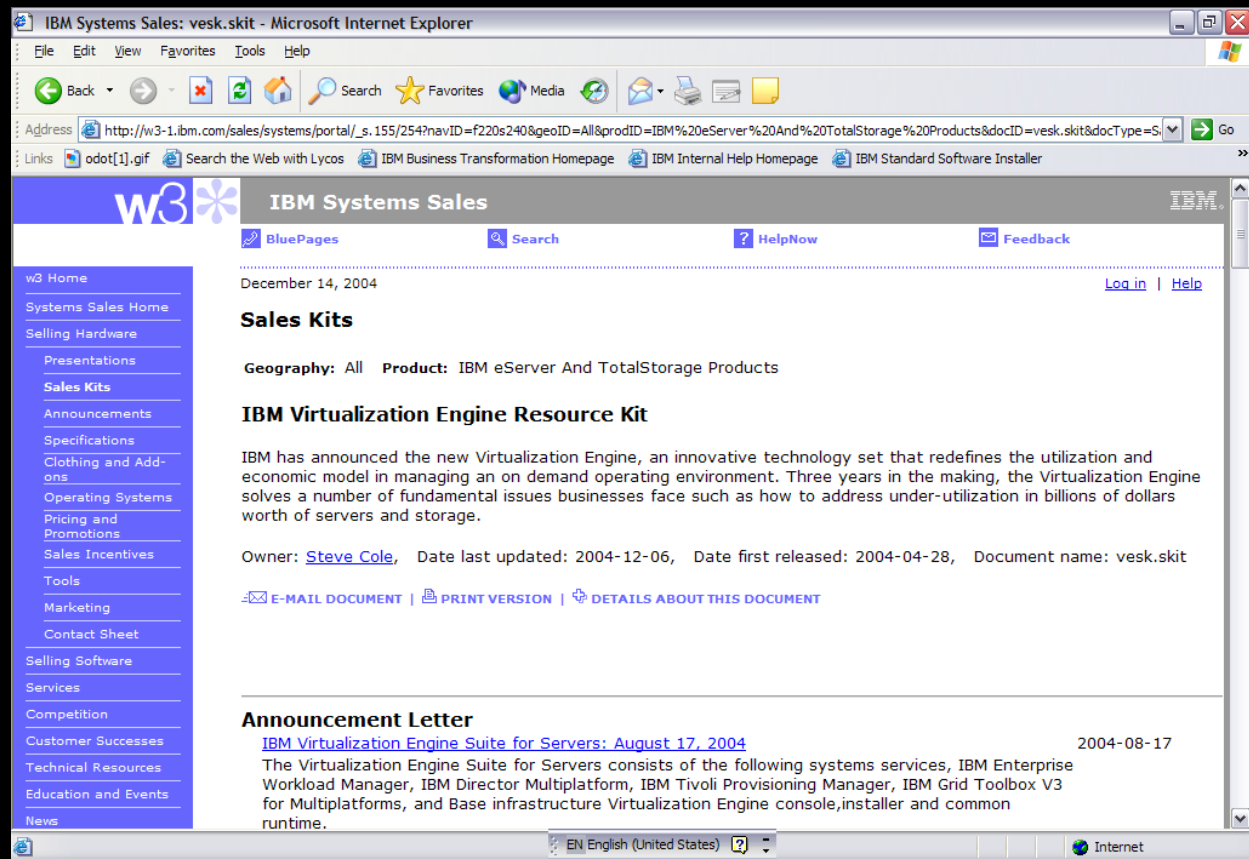 IBM Systems Sales: vesk.skit - Microsoft Internet Explorer
File Edit View Favorites Tools Help
Back Search Favorites Media
Address http://w3-1.ibm.com/sales/systems/portal/_s.155/254?navID=f220s240&geoID=All&prodID=IBM%20eServer%20And%20TotalStorage%20Products&docID=vesk.skit&docType=S Go
Links odot[1].gif Search the Web with Lycos IBM Business Transformation Homepage IBM Internal Help Homepage IBM Standard Software Installer »
w3 IBM Systems Sales IBM.
BluePages Search HelpNow Feedback
w3 Home
Systems Sales Home
Selling Hardware
Presentations
Sales Kits
Announcements
Specifications
Clothing and Add-
ons
Operating Systems
Pricing and
Promotions
Sales Incentives
Tools
Marketing
Contact Sheet
Selling Software
Services
Competition
Customer Successes
Technical Resources
Education and Events
News
December 14, 2004 Log in | Help
Sales Kits
Geography: All Product: IBM eServer And TotalStorage Products
IBM Virtualization Engine Resource Kit
IBM has announced the new Virtualization Engine, an innovative technology set that redefines the utilization and
economic model in managing an on demand operating environment. Three years in the making, the Virtualization Engine
solves a number of fundamental issues businesses face such as how to address under-utilization in billions of dollars
worth of servers and storage.
Owner: Steve Cole, Date last updated: 2004-12-06, Date first released: 2004-04-28, Document name: vesk.skit
E-MAIL DOCUMENT | PRINT VERSION | DETAILS ABOUT THIS DOCUMENT
Announcement Letter
IBM Virtualization Engine Suite for Servers: August 17, 2004 2004-08-17
The Virtualization Engine Suite for Servers consists of the following systems services, IBM Enterprise
Workload Manager, IBM Director Multiplatform, IBM Tivoli Provisioning Manager, IBM Grid Toolbox V3
for Multiplatforms, and Base infrastructure Virtualization Engine console,installer and common
runtime.
EN English (United States) Internet